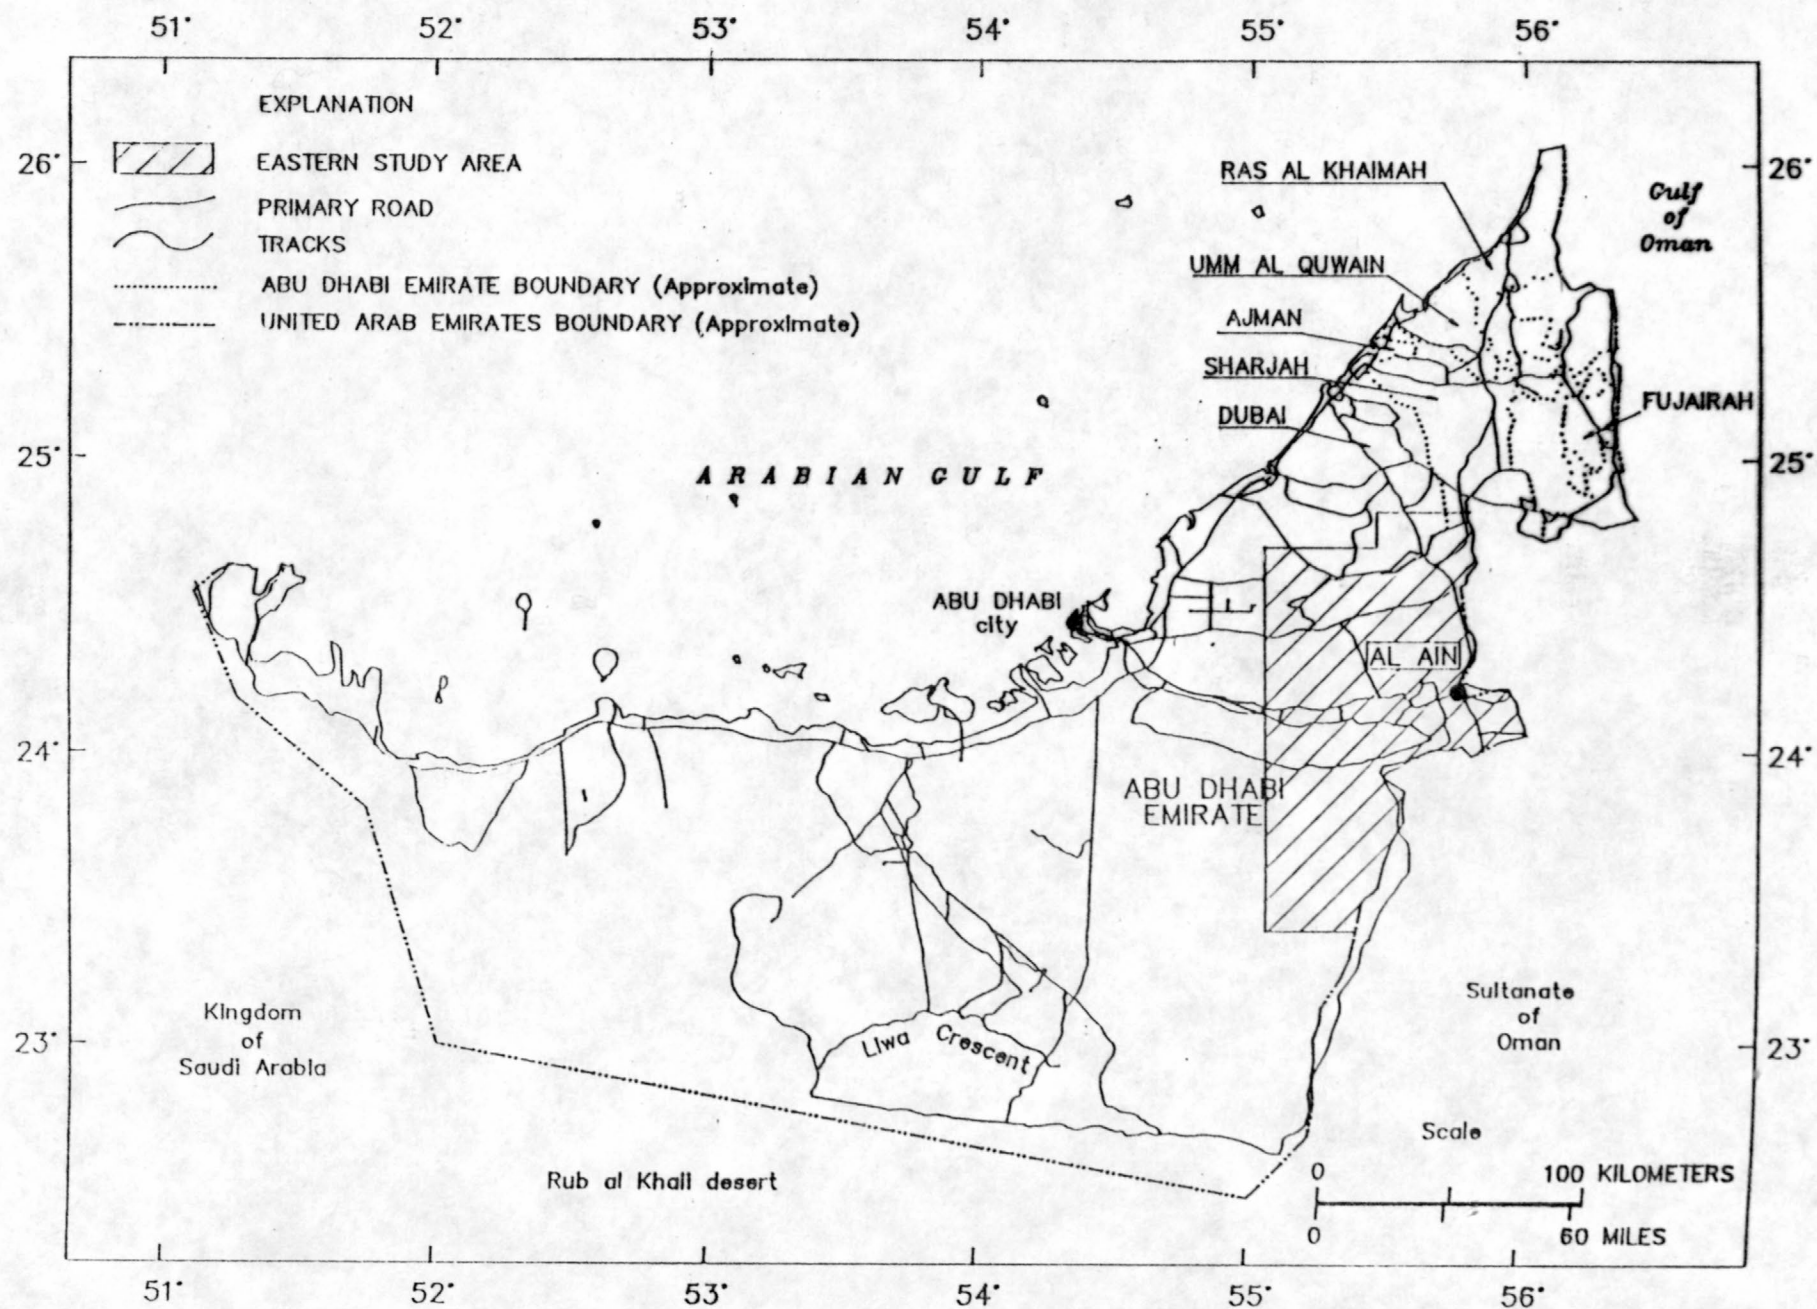 51° 52° 53° 54° 55° 56°
EXPLANATION
EASTERN STUDY AREA
PRIMARY ROAD
TRACKS
ABU DHABI EMIRATE BOUNDARY (Approximate)
UNITED ARAB EMIRATES BOUNDARY (Approximate)
26° 26°
RAS AL KHAIMAH
Gulf
of
Oman
UMM AL QUWAIN
AJMAN
SHARJAH
DUBAI
FUJAIRAH
25° 25°
ARABIAN GULF
ABU DHABI
city
AL AIN
24° 24°
ABU DHABI
EMIRATE
Kingdom
of
Saudi Arabia
Sultanate
of
Oman
23° 23°
Liwa Crescent
Rub al Khali desert
Scale
0 100 KILOMETERS
0 60 MILES
51° 52° 53° 54° 55° 56°